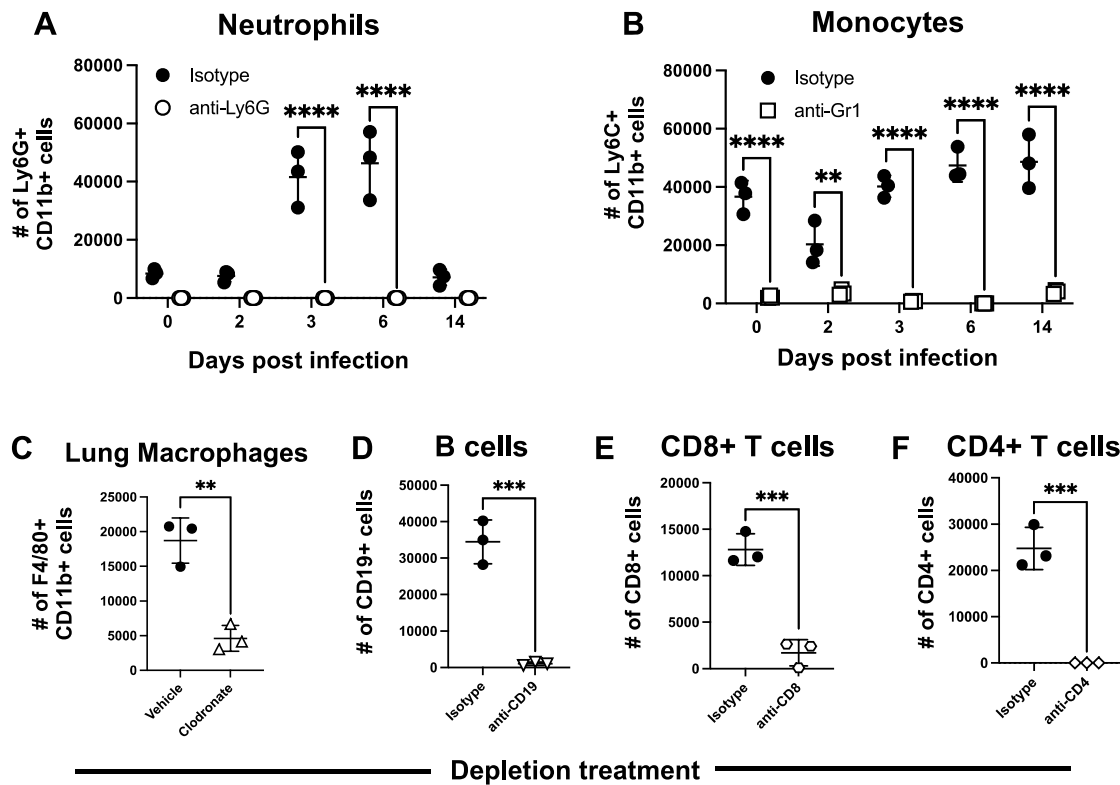 A
Neutrophils
80000
60000
40000
20000
0
# of Ly6G+
CD11b+ cells
Isotype
anti-Ly6G
****
****
0 2 3 6 14
Days post infection
B
Monocytes
80000
60000
40000
20000
0
# of Ly6C+
CD11b+ cells
Isotype
anti-Gr1
****
**
****
****
****
0 2 3 6 14
Days post infection
C
Lung Macrophages
25000
20000
15000
10000
5000
0
# of F4/80+
CD11b+ cells
**
Vehicle
Clodronate
D
B cells
50000
40000
30000
20000
10000
0
# of CD19+ cells
***
Isotype
anti-CD19
E
CD8+ T cells
20000
15000
10000
5000
0
# of CD8+ cells
***
Isotype
anti-CD8
F
CD4+ T cells
40000
30000
20000
10000
0
# of CD4+ cells
***
Isotype
anti-CD4
Depletion treatment